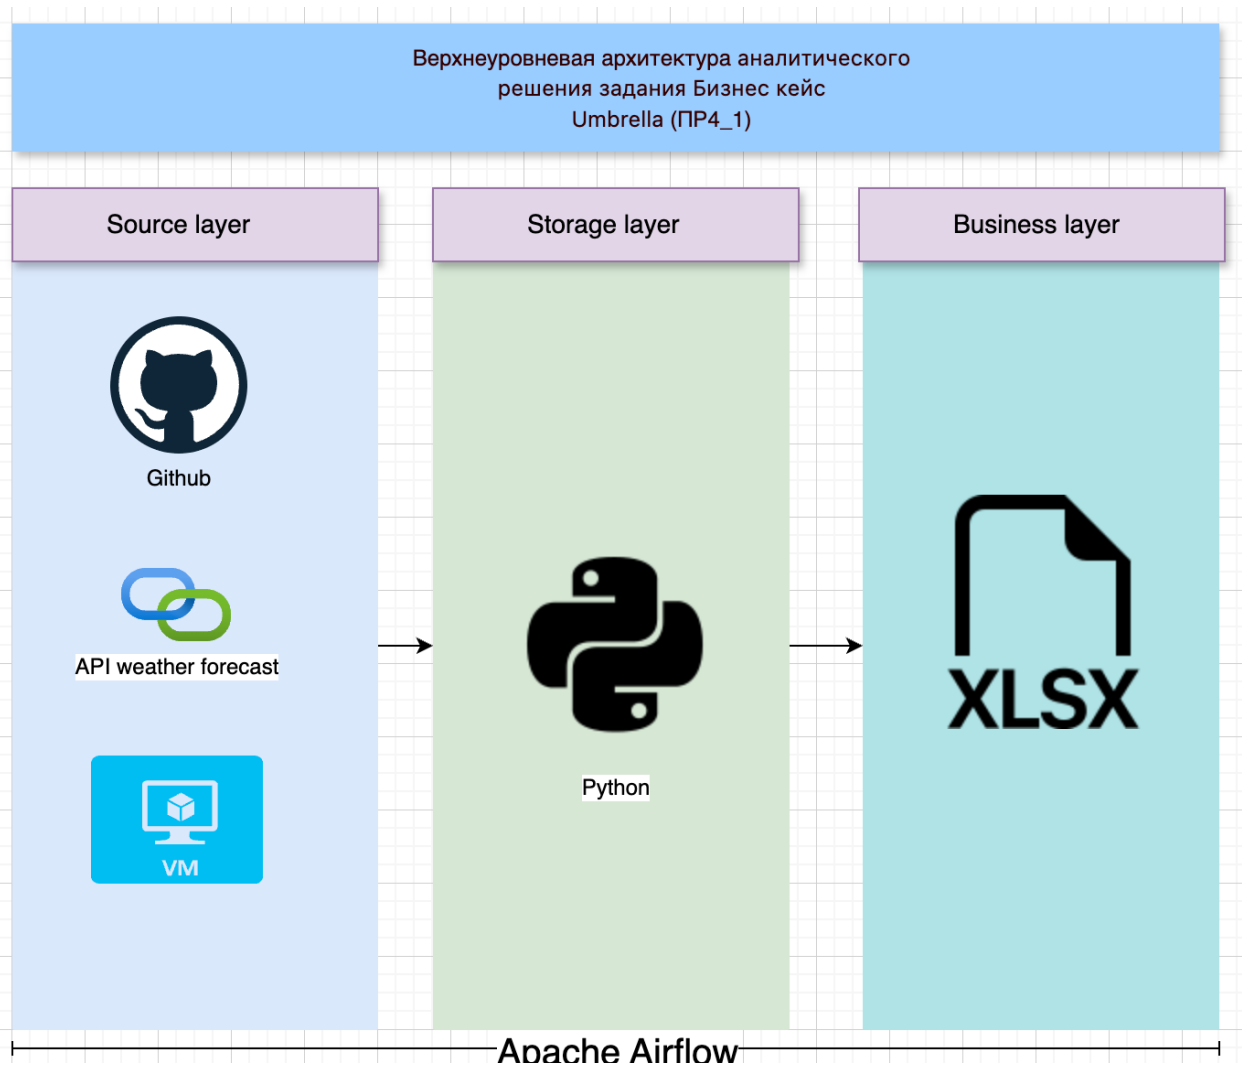 Верхнеуровневая архитектура аналитического
решения задания Бизнес кейс
Umbrella (ПР4_1)
Source layer
Storage layer
Business layer
Github
API weather forecast
VM
Python
XLSX
Apache Airflow